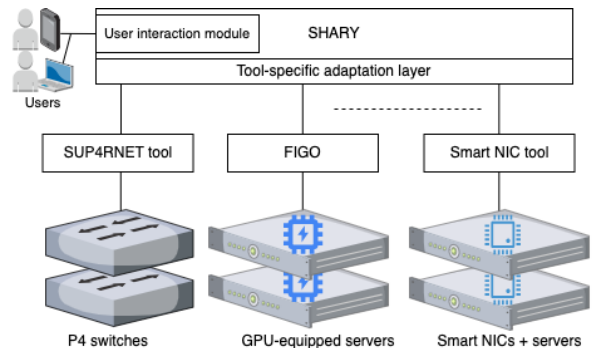 User interaction module
SHARY
Tool-specific adaptation layer
Users
SUP4RNET tool
FIGO
Smart NIC tool
P4 switches
GPU-equipped servers
Smart NICs + servers